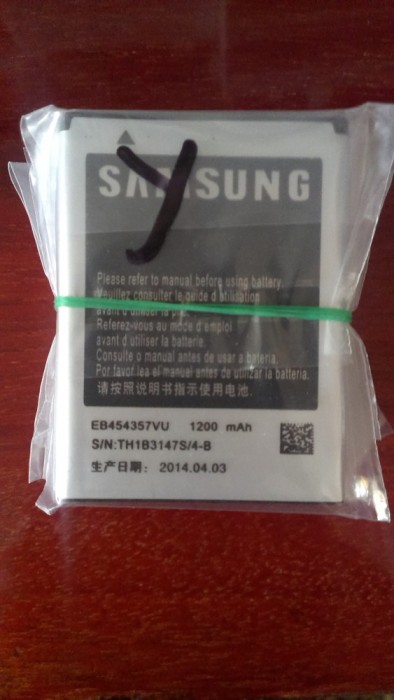 Y
SAMSUNG
Please refer to manual before using battery.
Veuillez consulter le guide d'utilisation
avant d'utiliser la
Referez-vous au mode d'emploi
avant d'utiliser la batterie.
Consulte o manual antes de usar a bateria.
Por favor lea el manual antes de utilizar la batería.
请按照说明书指示使用电池.
EB454357VU 1200 mAh
S/N:TH1B3147S/4-B
生产日期: 2014.04.03